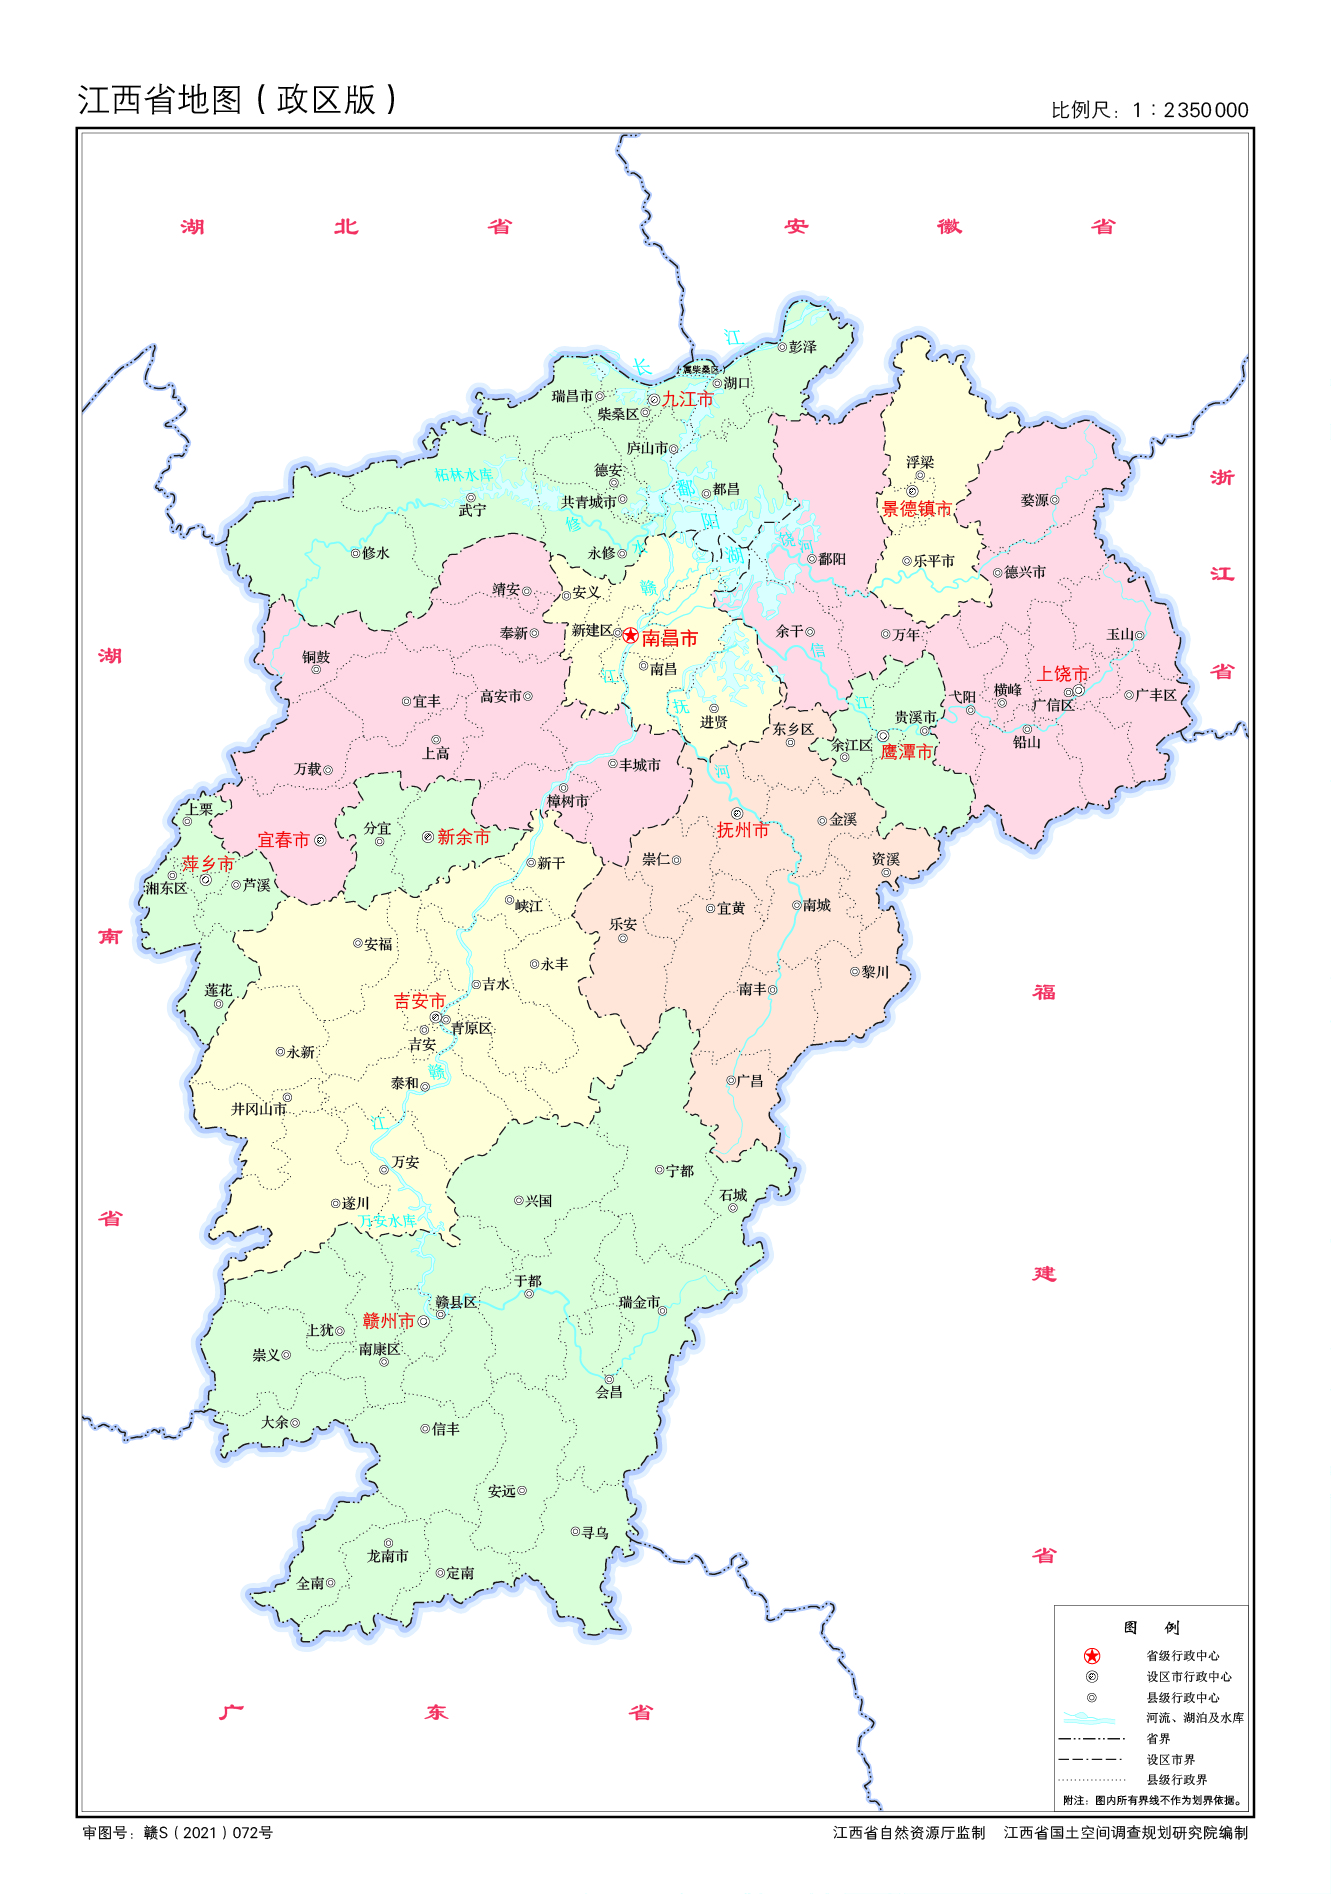 江西省地图（政区版）
比例尺：1：2350000
湖北省
安徽省
浙江省
湖南省
福建省
广东省
长江
彭泽
属柴桑区
湖口
瑞昌市
九江市
柴桑区
庐山市
德安
都昌
共青城市
柘林水库
武宁
修水
鄱阳湖
永修
修水
饶河
鄱阳
浮梁
景德镇市
乐平市
婺源
德兴市
靖安
安义
奉新
新建区
南昌市
南昌
赣江
余干
信江
万年
玉山
上饶市
广信区
广丰区
横峰
弋阳
铅山
铜鼓
宜丰
高安市
上高
万载
进贤
抚河
东乡区
余江区
贵溪市
鹰潭市
丰城市
樟树市
上栗
宜春市
分宜
新余市
萍乡市
湘东区
芦溪
莲花
抚州市
金溪
崇仁
资溪
宜黄
南城
乐安
黎川
南丰
广昌
新干
峡江
安福
永丰
吉水
吉安市
青原区
吉安
永新
泰和
赣江
井冈山市
万安
遂川
万安水库
宁都
石城
兴国
于都
赣县区
瑞金市
赣州市
上犹
南康区
崇义
会昌
大余
信丰
安远
寻乌
龙南市
定南
全南
图例
省级行政中心
设区市行政中心
县级行政中心
河流、湖泊及水库
省界
设区市界
县级行政界
附注：图内所有界线不作为划界依据。
审图号：赣S（2021）072号
江西省自然资源厅监制 江西省国土空间调查规划研究院编制